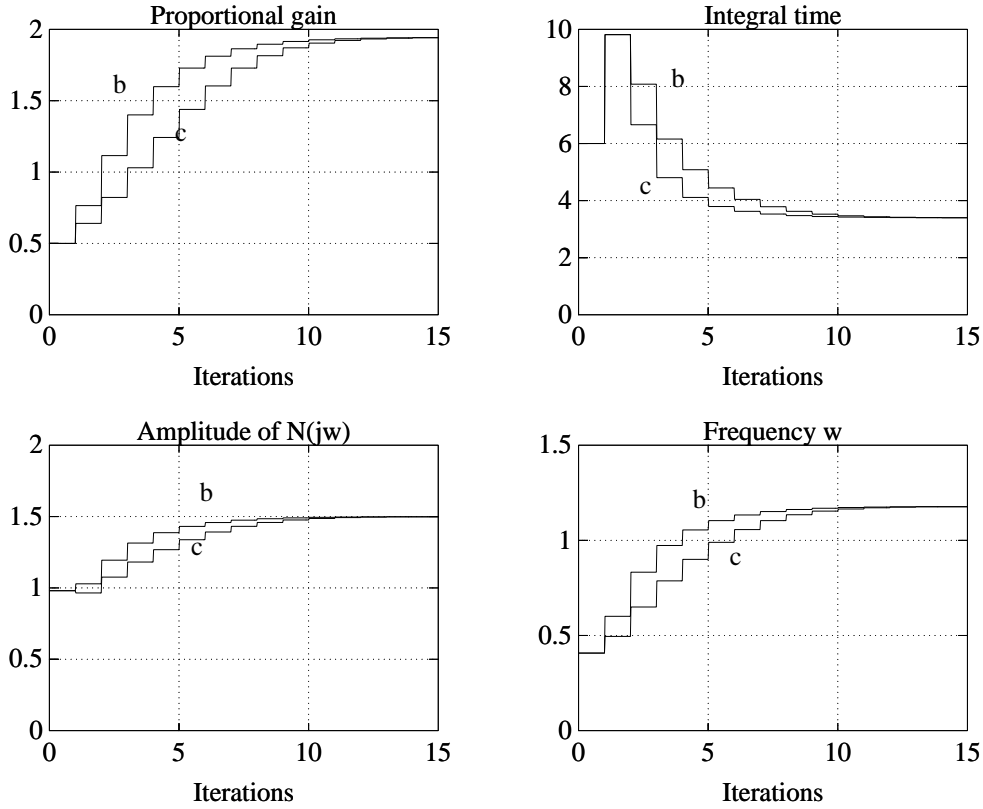 Proportional gain
2
1.5
1
0.5
0
b
c
0 5 10 15
Iterations
Integral time
10
8
6
4
2
0
b
c
0 5 10 15
Iterations
Amplitude of N(jw)
2
1.5
1
0.5
0
b
c
0 5 10 15
Iterations
Frequency w
1.5
1
0.5
0
b
c
0 5 10 15
Iterations